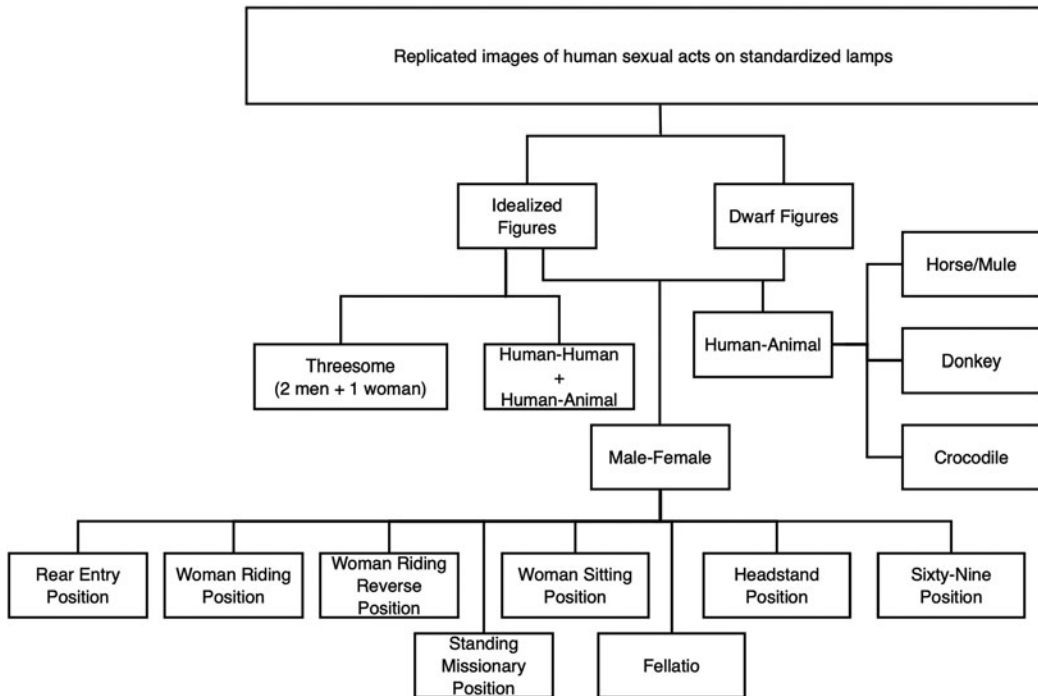 Replicated images of human sexual acts on standardized lamps
Idealized
Figures
Dwarf Figures
Horse/Mule
Human-Animal
Donkey
Crocodile
Threesome
(2 men + 1 woman)
Human-Human
+
Human-Animal
Male-Female
Rear Entry
Position
Woman Riding
Position
Woman Riding
Reverse
Position
Woman Sitting
Position
Headstand
Position
Sixty-Nine
Position
Standing
Missionary
Position
Fellatio